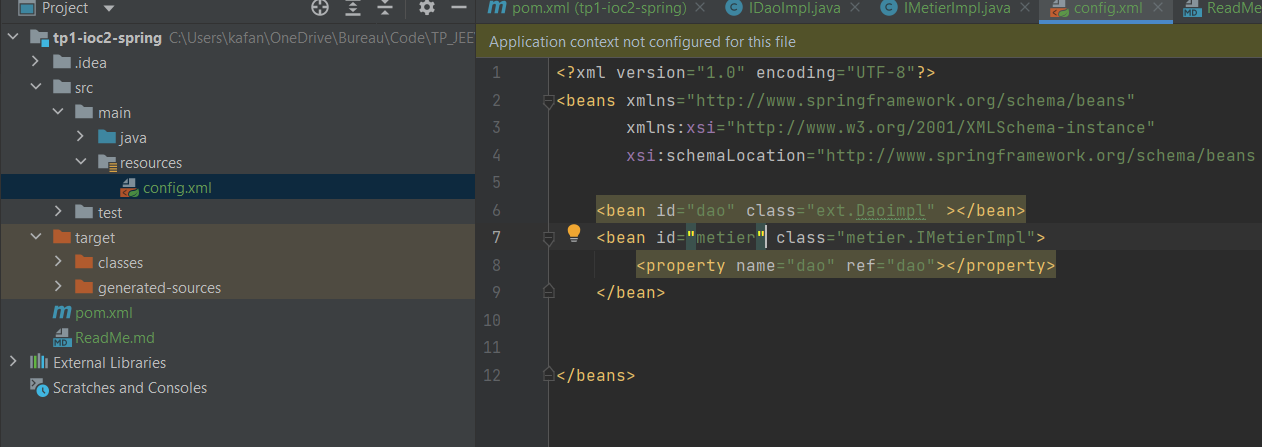 Project
tp1-ioc2-spring C:\Users\kafan\OneDrive\Bureau\Code\TP_JEE\
.idea
src
main
java
resources
config.xml
test
target
classes
generated-sources
pom.xml
ReadMe.md
External Libraries
Scratches and Consoles
pom.xml (tp1-ioc2-spring) IDaoImpl.java IMetierImpl.java config.xml ReadMe
Application context not configured for this file
1 <?xml version="1.0" encoding="UTF-8"?>
2 <beans xmlns="http://www.springframework.org/schema/beans"
3 xmlns:xsi="http://www.w3.org/2001/XMLSchema-instance"
4 xsi:schemaLocation="http://www.springframework.org/schema/beans
5
6 <bean id="dao" class="ext.Daoimpl" ></bean>
7 <bean id="metier" class="metier.IMetierImpl">
8 <property name="dao" ref="dao"></property>
9 </bean>
10
11
12 </beans>